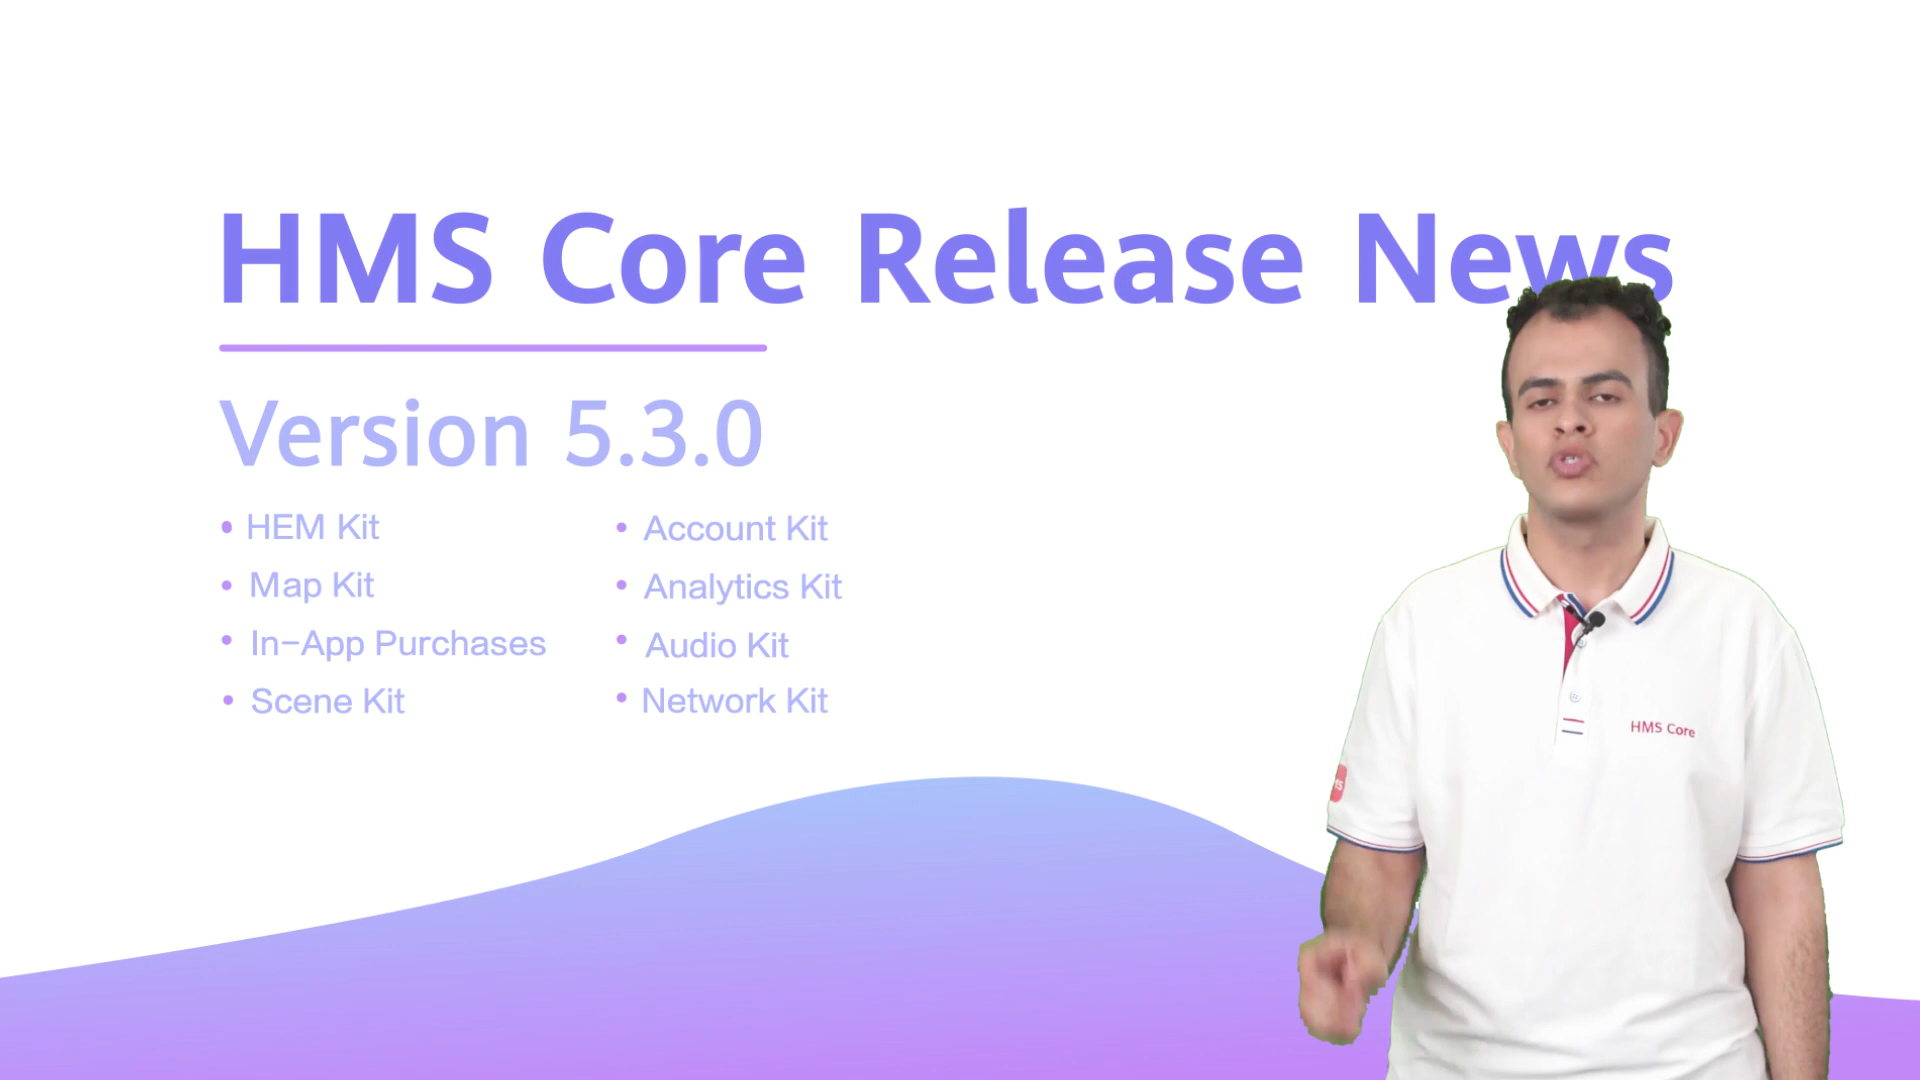 HMS Core Release News
Version 5.3.0
• HEM Kit
• Map Kit
• In-App Purchases
• Scene Kit
• Account Kit
• Analytics Kit
• Audio Kit
• Network Kit
HMS Core